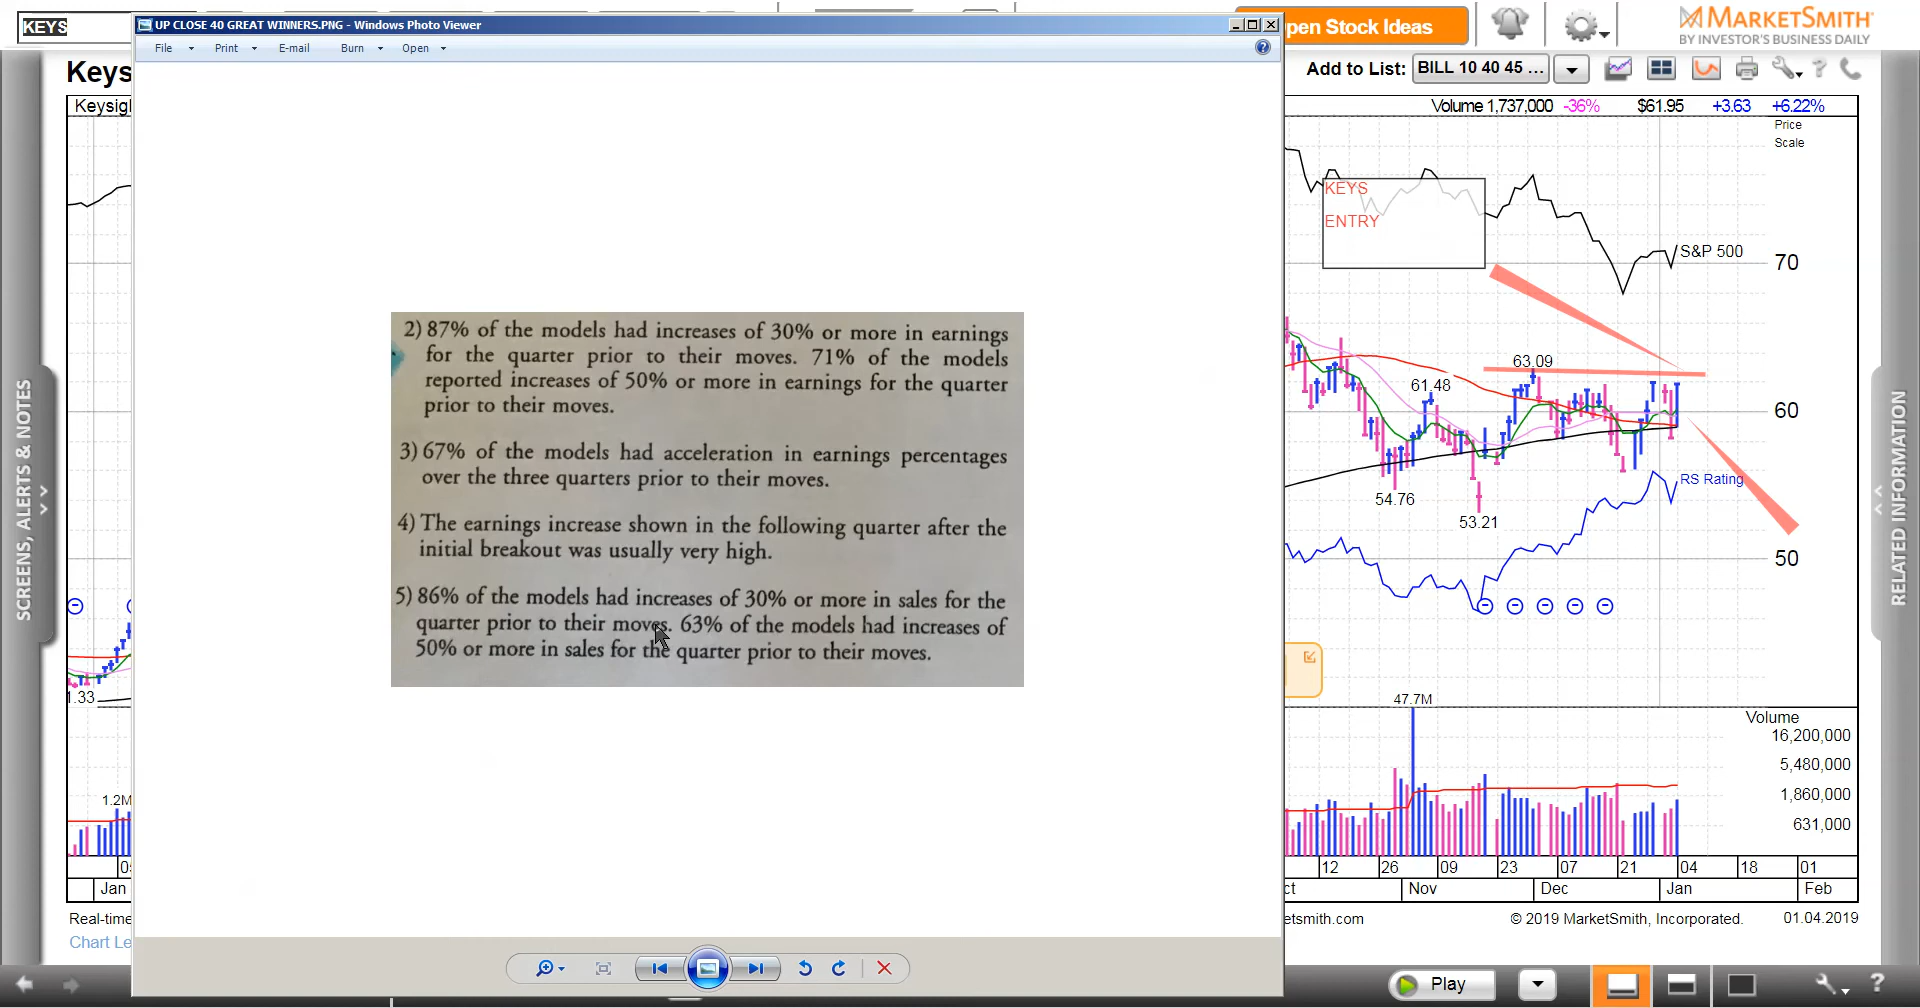 KEYS
UP CLOSE 40 GREAT WINNERS.PNG - Windows Photo Viewer
File
Print
E-mail
Burn
Open
pen Stock Ideas
MARKETSMITH
BY INVESTOR'S BUSINESS DAILY
Keys
Add to List:
BILL 10 40 45 ...
Keysigl
Volume 1,737,000 -36% $61.95 +3.63 +6.22%
Price
Scale
KEYS
ENTRY
S&P 500
70
60
50
63.09
61.48
54.76
53.21
RS Rating
2) 87% of the models had increases of 30% or more in earnings
for the quarter prior to their moves. 71% of the models
reported increases of 50% or more in earnings for the quarter
prior to their moves.
3) 67% of the models had acceleration in earnings percentages
over the three quarters prior to their moves.
4) The earnings increase shown in the following quarter after the
initial breakout was usually very high.
5) 86% of the models had increases of 30% or more in sales for the
quarter prior to their moves. 63% of the models had increases of
50% or more in sales for the quarter prior to their moves.
SCREENS, ALERTS & NOTES
RELATED INFORMATION
1.33
47.7M
Volume
16,200,000
5,480,000
1,860,000
631,000
1.2M
05
12 26 09 23 07 21 04 18 01
Jan
ct Nov Dec Jan Feb
Real-time
etsmith.com
© 2019 MarketSmith, Incorporated.
01.04.2019
Chart Le
Play